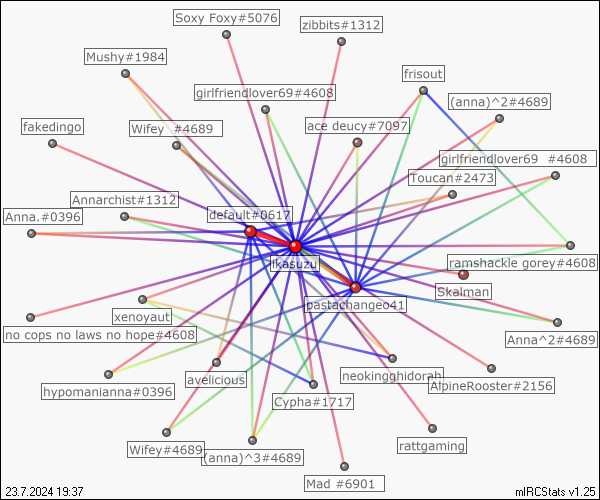 Soxy Foxy#5076
zibbits#1312
Mushy#1984
frisout
girlfriendlover69#4608
(anna)^2#4689
fakedingo
Wifey  #4689
ace deucy#7097
girlfriendlover69  #4608
Toucan#2473
Annarchist#1312
Anna.#0396
default#0617
likasuzu
ramshackle gorey#4608
Skalman
pastachangeo41
xenoyaut
no cops no laws no hope#4608
Anna^2#4689
hypomanianna#0396
avelicious
neokingghidorah
AlpineRooster#2156
Cypha#1717
Wifey#4689
(anna)^3#4689
rattgaming
Mad #6901
23.7.2024 19:37
mIRCStats v1.25